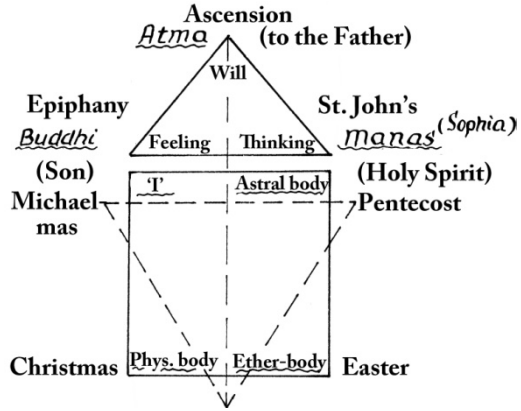 Ascension
Atma (to the Father)
Will
Epiphany St. John's
Buddhi Feeling Thinking Manas (Sophia)
(Son) 'I' Astral body (Holy Spirit)
Michael Pentecost
mas
Christmas Phys. body Ether-body Easter